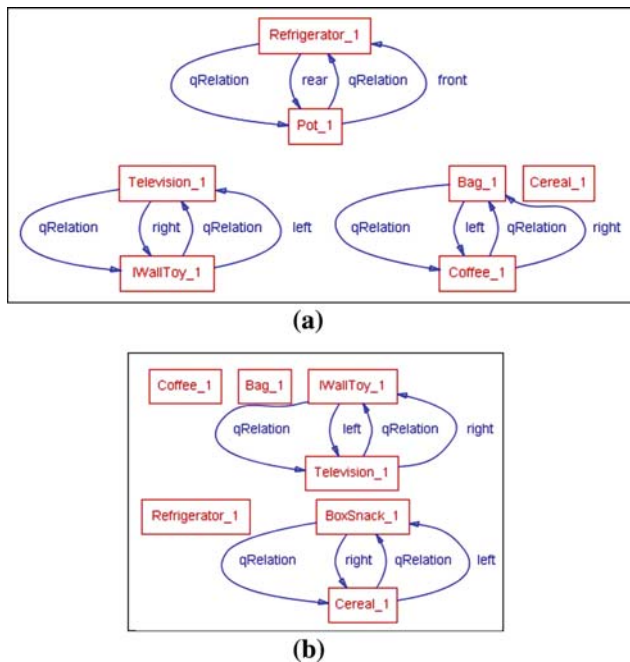 Refrigerator_1
qRelation rear qRelation front
Pot_1
Television_1 Bag_1 Cereal_1
qRelation right qRelation left qRelation left qRelation right
IWallToy_1 Coffee_1
(a)
Coffee_1 Bag_1 IWallToy_1
qRelation left qRelation right
Television_1
Refrigerator_1 BoxSnack_1
qRelation right qRelation left
Cereal_1
(b)